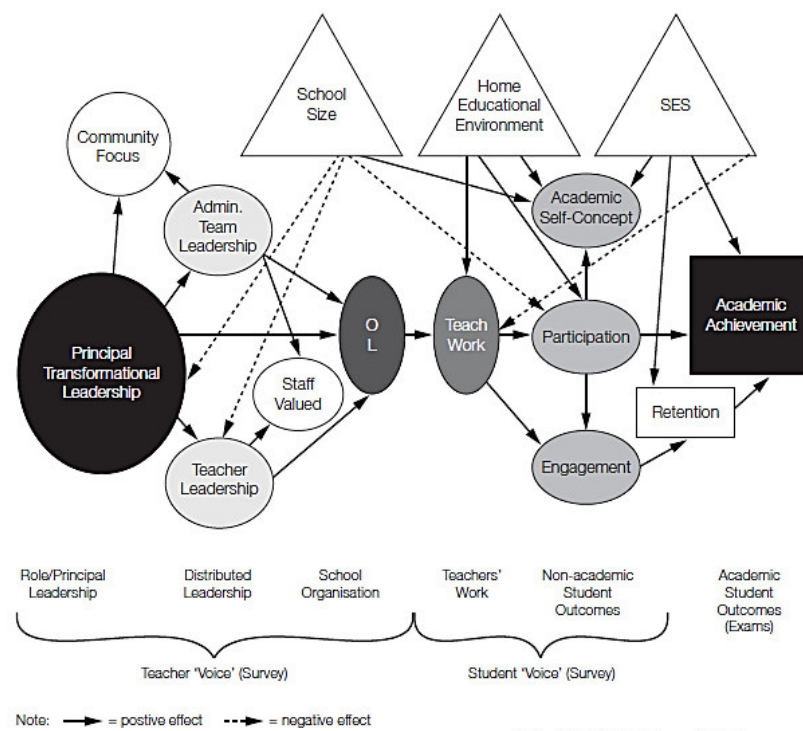 School
Size
Home
Educational
Environment
SES
Community
Focus
Admin.
Team
Leadership
Academic
Self-Concept
Principal
Transformational
Leadership
O
L
Teach
Work
Participation
Academic
Achievement
Staff
Valued
Retention
Teacher
Leadership
Engagement
Role/Principal
Leadership
Distributed
Leadership
School
Organisation
Teachers'
Work
Non-academic
Student
Outcomes
Academic
Student
Outcomes
(Exams)
Teacher 'Voice' (Survey)
Student 'Voice' (Survey)
Note: = postive effect = negative effect